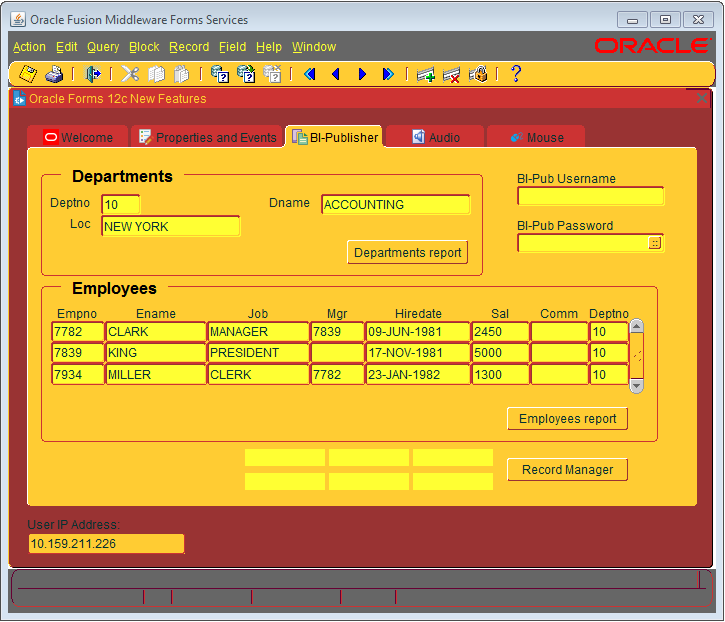 Oracle Fusion Middleware Forms Services
Action Edit Query Block Record Field Help Window
ORACLE
Oracle Forms 12c New Features
Welcome Properties and Events BI-Publisher Audio Mouse
Departments
Deptno 10 Dname ACCOUNTING
Loc NEW YORK
Departments report
BI-Pub Username
BI-Pub Password
Employees
Empno Ename Job Mgr Hiredate Sal Comm Deptno
7782 CLARK MANAGER 7839 09-JUN-1981 2450 10
7839 KING PRESIDENT 17-NOV-1981 5000 10
7934 MILLER CLERK 7782 23-JAN-1982 1300 10
Employees report
Record Manager
User IP Address:
10.159.211.226